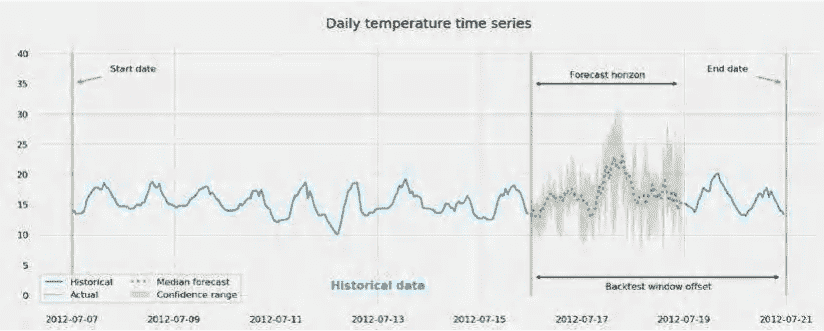 Daily temperature time series
40
35
30
25
20
15
10
5
0
Start date
Forecast horizon
End date
Historical
Actual
Median forecast
Confidence range
Historical data
Backtest window offset
2012-07-07
2012-07-09
2012-07-11
2012-07-13
2012-07-15
2012-07-17
2012-07-19
2012-07-21